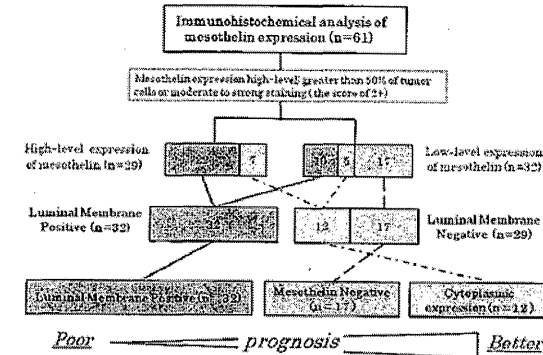 Immunohistochemical analysis of
mesothelin expression (n=61)
Mesothelin expression high-level: greater than 50% of tumor
cells or moderate to strong staining (the score of 2+)
High-level expression
of mesothelin (n=29)
22 7
10 5 17
Low-level expression
of mesothelin (n=32)
Luminal Membrane
Positive (n=32)
32
12 17
Luminal Membrane
Negative (n=29)
Luminal Membrane Positive (n=32)
Mesothelin Negative
(n=17)
Cytoplasmic
expression (n=12)
Poor prognosis Better